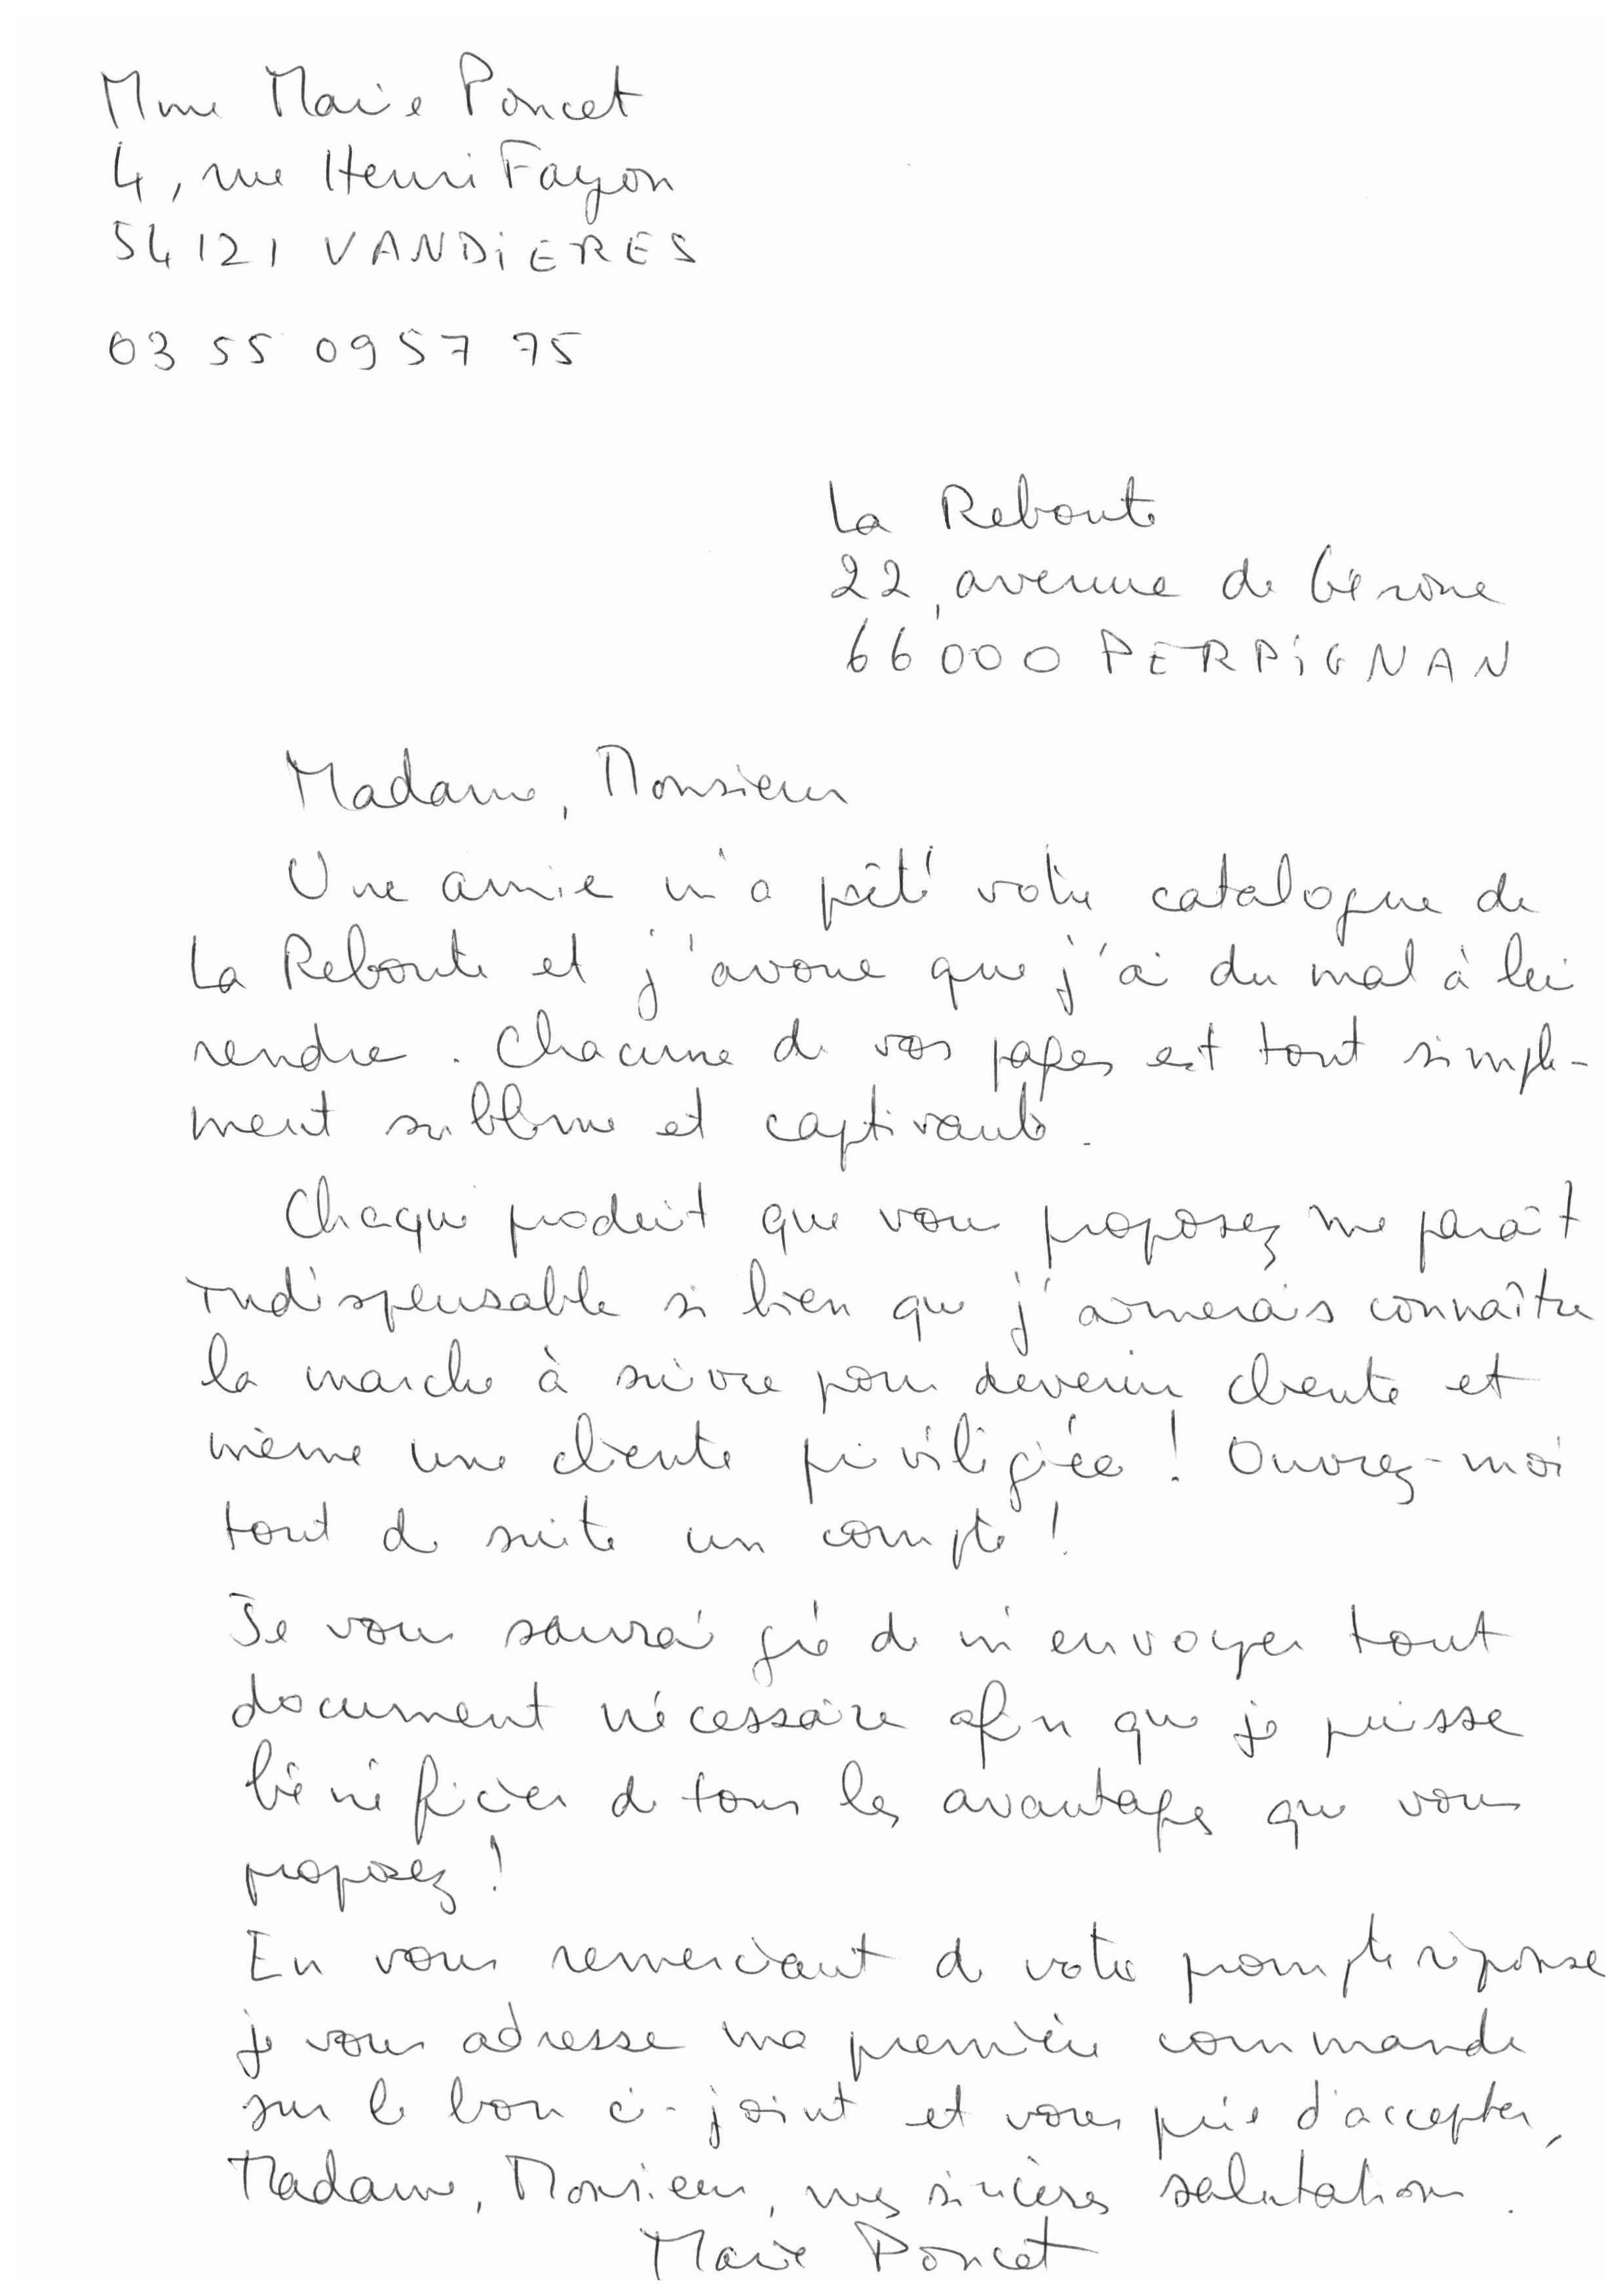 Mme Marie Poncet
4, rue Henri Fayon
54121 VANDIERES
03 55 09 57 75
La Reboute
22, avenue de Gérone
66000 PERPIGNAN
Madame, Monsieur
Une amie m'a prêté votre catalogue de
La Reboute et j'avoue que j'ai du mal à lui
rendre. Chacune de vos pages est tout simple-
ment sublime et captivante.
Chaque produit que vous proposez me paraît
indispensable si bien que j'aimerais connaître
la marche à suivre pour devenir cliente et
même une cliente priviligiée ! Ouvrez-moi
tout de suite un compte !
Je vous saurai gré de m'envoyer tout
document nécessaire afin que je puisse
bénéficier de tous les avantages que vous
proposez !
En vous remerciant de votre prompte réponse
je vous adresse ma première commande
sur le bon ci-joint et vous prie d'accepter,
Madame, Monsieur, mes sincères salutations.
Marie Poncet